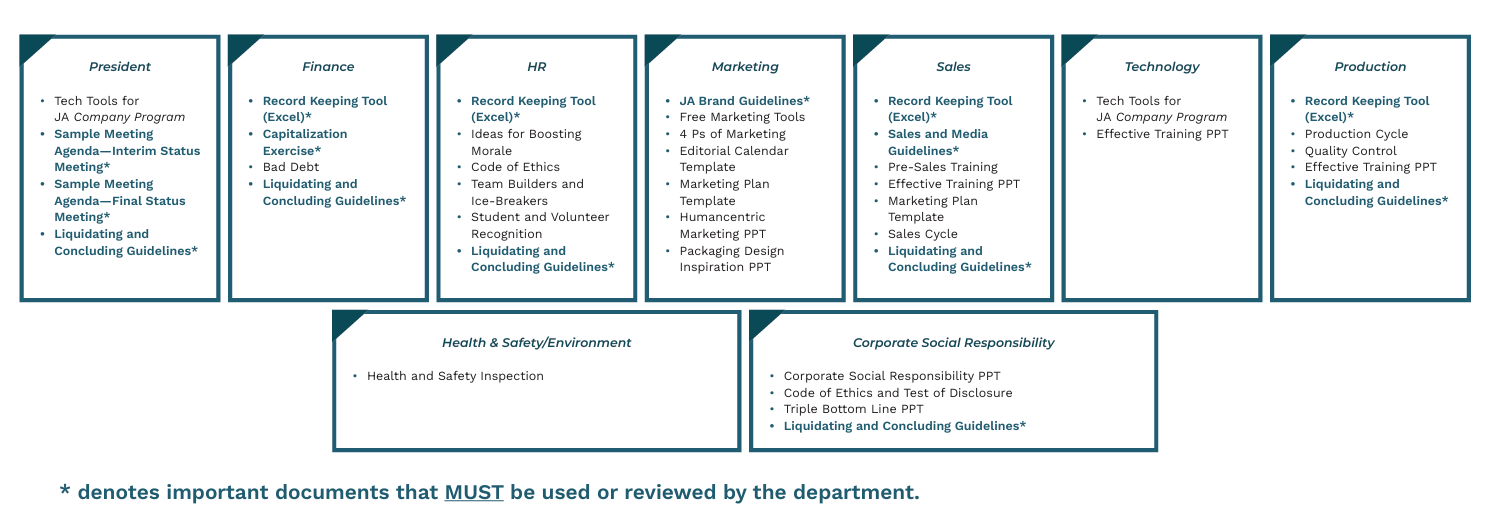 President
• Tech Tools for
JA Company Program
• Sample Meeting
Agenda—Interim Status
Meeting*
• Sample Meeting
Agenda—Final Status
Meeting*
• Liquidating and
Concluding Guidelines*
Finance
• Record Keeping Tool
(Excel)*
• Capitalization
Exercise*
• Bad Debt
• Liquidating and
Concluding Guidelines*
HR
• Record Keeping Tool
(Excel)*
• Ideas for Boosting
Morale
• Code of Ethics
• Team Builders and
Ice-Breakers
• Student and Volunteer
Recognition
• Liquidating and
Concluding Guidelines*
Marketing
• JA Brand Guidelines*
• Free Marketing Tools
• 4 Ps of Marketing
• Editorial Calendar
Template
• Marketing Plan
Template
• Humancentric
Marketing PPT
• Packaging Design
Inspiration PPT
Sales
• Record Keeping Tool
(Excel)*
• Sales and Media
Guidelines*
• Pre-Sales Training
• Effective Training PPT
• Marketing Plan
Template
• Sales Cycle
• Liquidating and
Concluding Guidelines*
Technology
• Tech Tools for
JA Company Program
• Effective Training PPT
Production
• Record Keeping Tool
(Excel)*
• Production Cycle
• Quality Control
• Effective Training PPT
• Liquidating and
Concluding Guidelines*
Health & Safety/Environment
• Health and Safety Inspection
Corporate Social Responsibility
• Corporate Social Responsibility PPT
• Code of Ethics and Test of Disclosure
• Triple Bottom Line PPT
• Liquidating and Concluding Guidelines*
* denotes important documents that MUST be used or reviewed by the department.